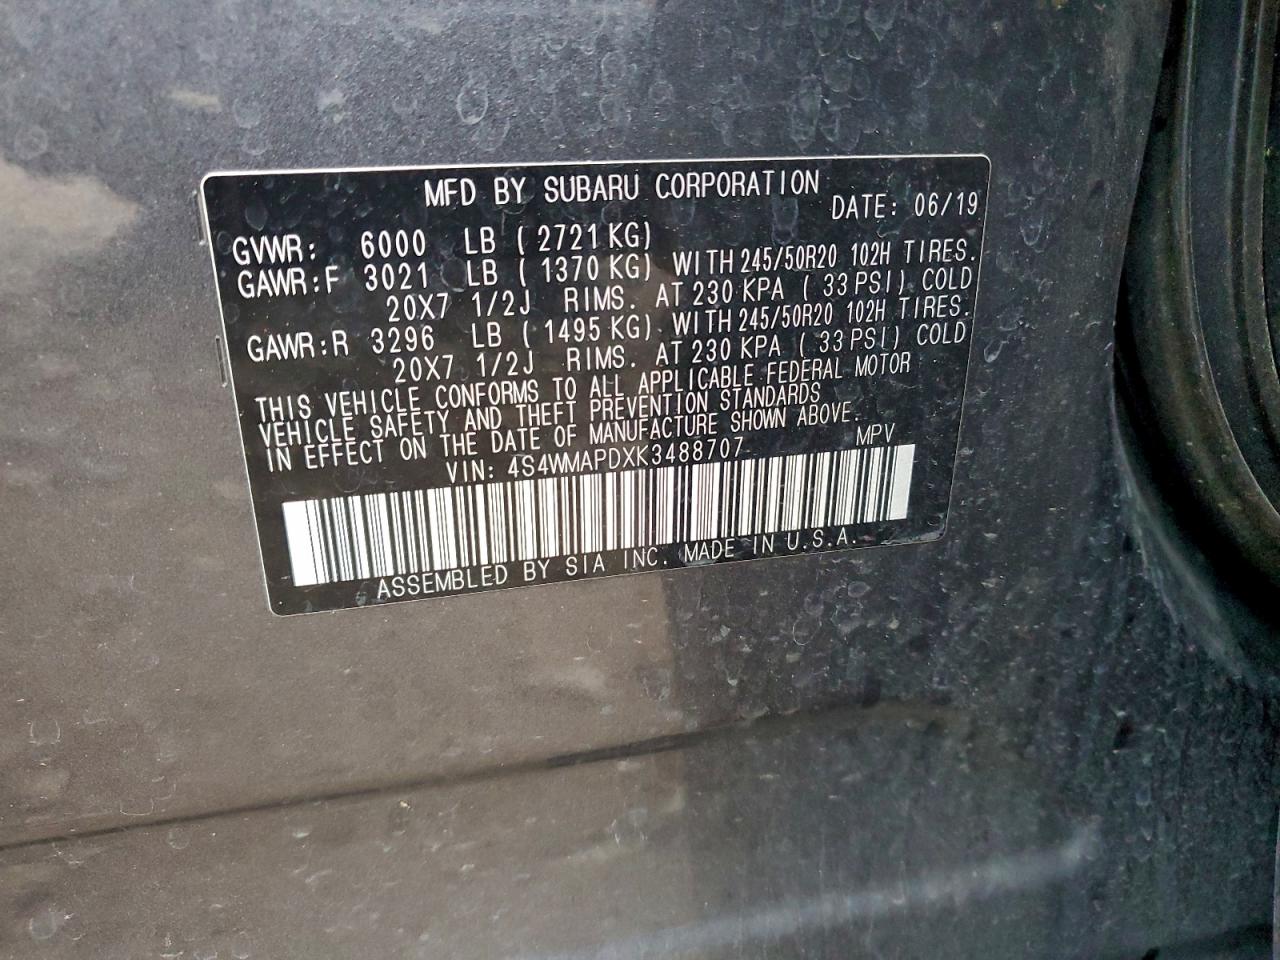 MFD BY SUBARU CORPORATION
DATE: 06/19
GVWR: 6000 LB ( 2721 KG)
GAWR:F 3021 LB ( 1370 KG) WITH 245/50R20 102H TIRES.
20X7 1/2J RIMS. AT 230 KPA ( 33 PSI) COLD
GAWR:R 3296 LB ( 1495 KG) WITH 245/50R20 102H TIRES.
20X7 1/2J RIMS. AT 230 KPA ( 33 PSI) COLD
THIS VEHICLE CONFORMS TO ALL APPLICABLE FEDERAL MOTOR
VEHICLE SAFETY AND THEFT PREVENTION STANDARDS
IN EFFECT ON THE DATE OF MANUFACTURE SHOWN ABOVE.
VIN: 4S4WMAPDXK3488707 MPV
ASSEMBLED BY SIA INC. MADE IN U.S.A.